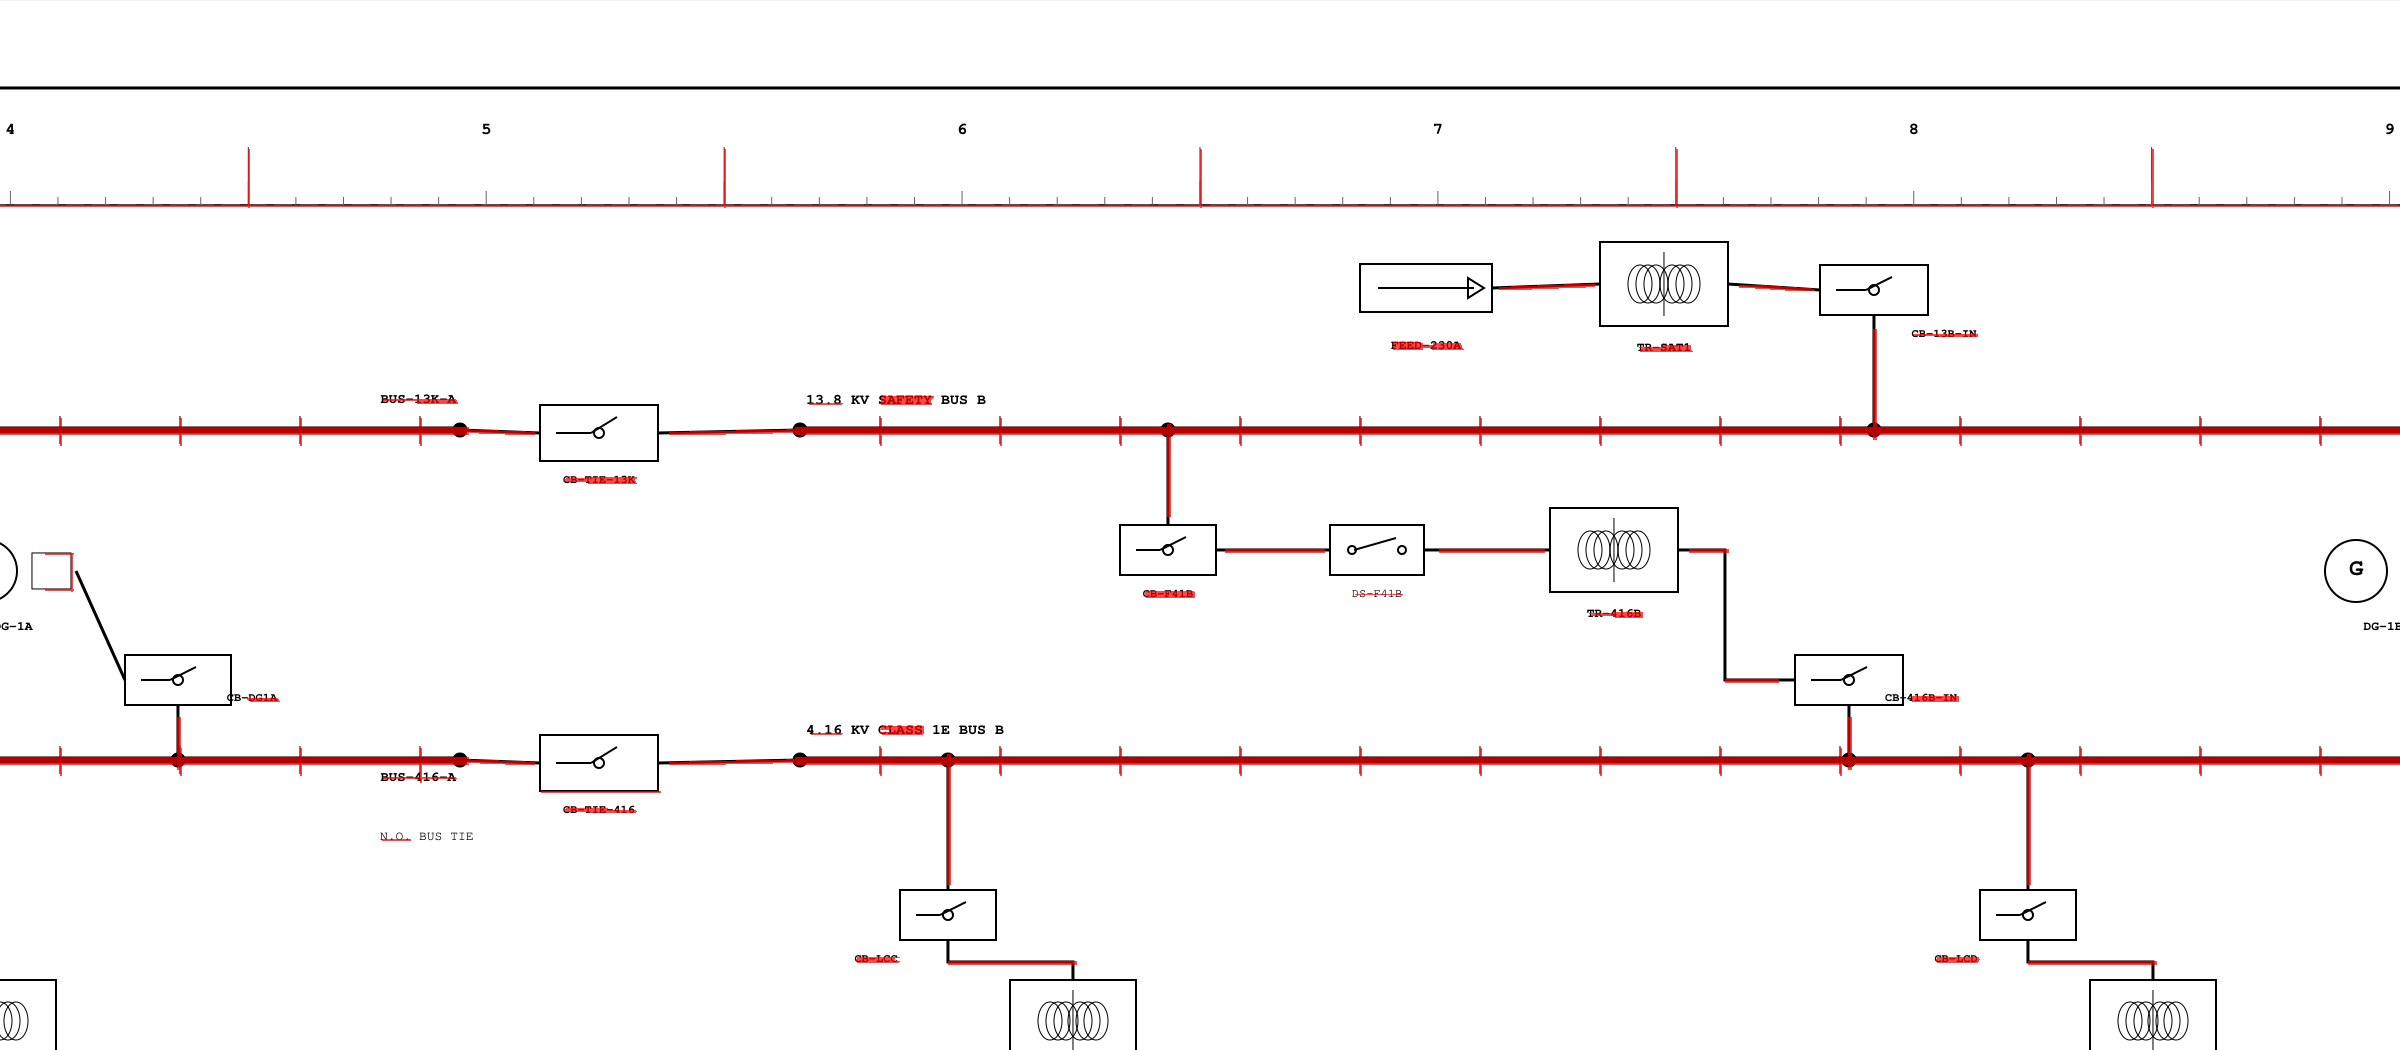 4 5 6 7 8 9
FEED-230A
TR-SAT1
CB-13B-IN
BUS-13K-A
13.8 KV SAFETY BUS B
CB-TIE-13K
G
CB-F41B
DS-F41B
TR-416B
G-1A
DG-1
CB-DG1A
CB-416B-IN
4.16 KV CLASS 1E BUS B
BUS-416-A
CB-TIE-416
N.O. BUS TIE
CB-LCC
CB-LCD